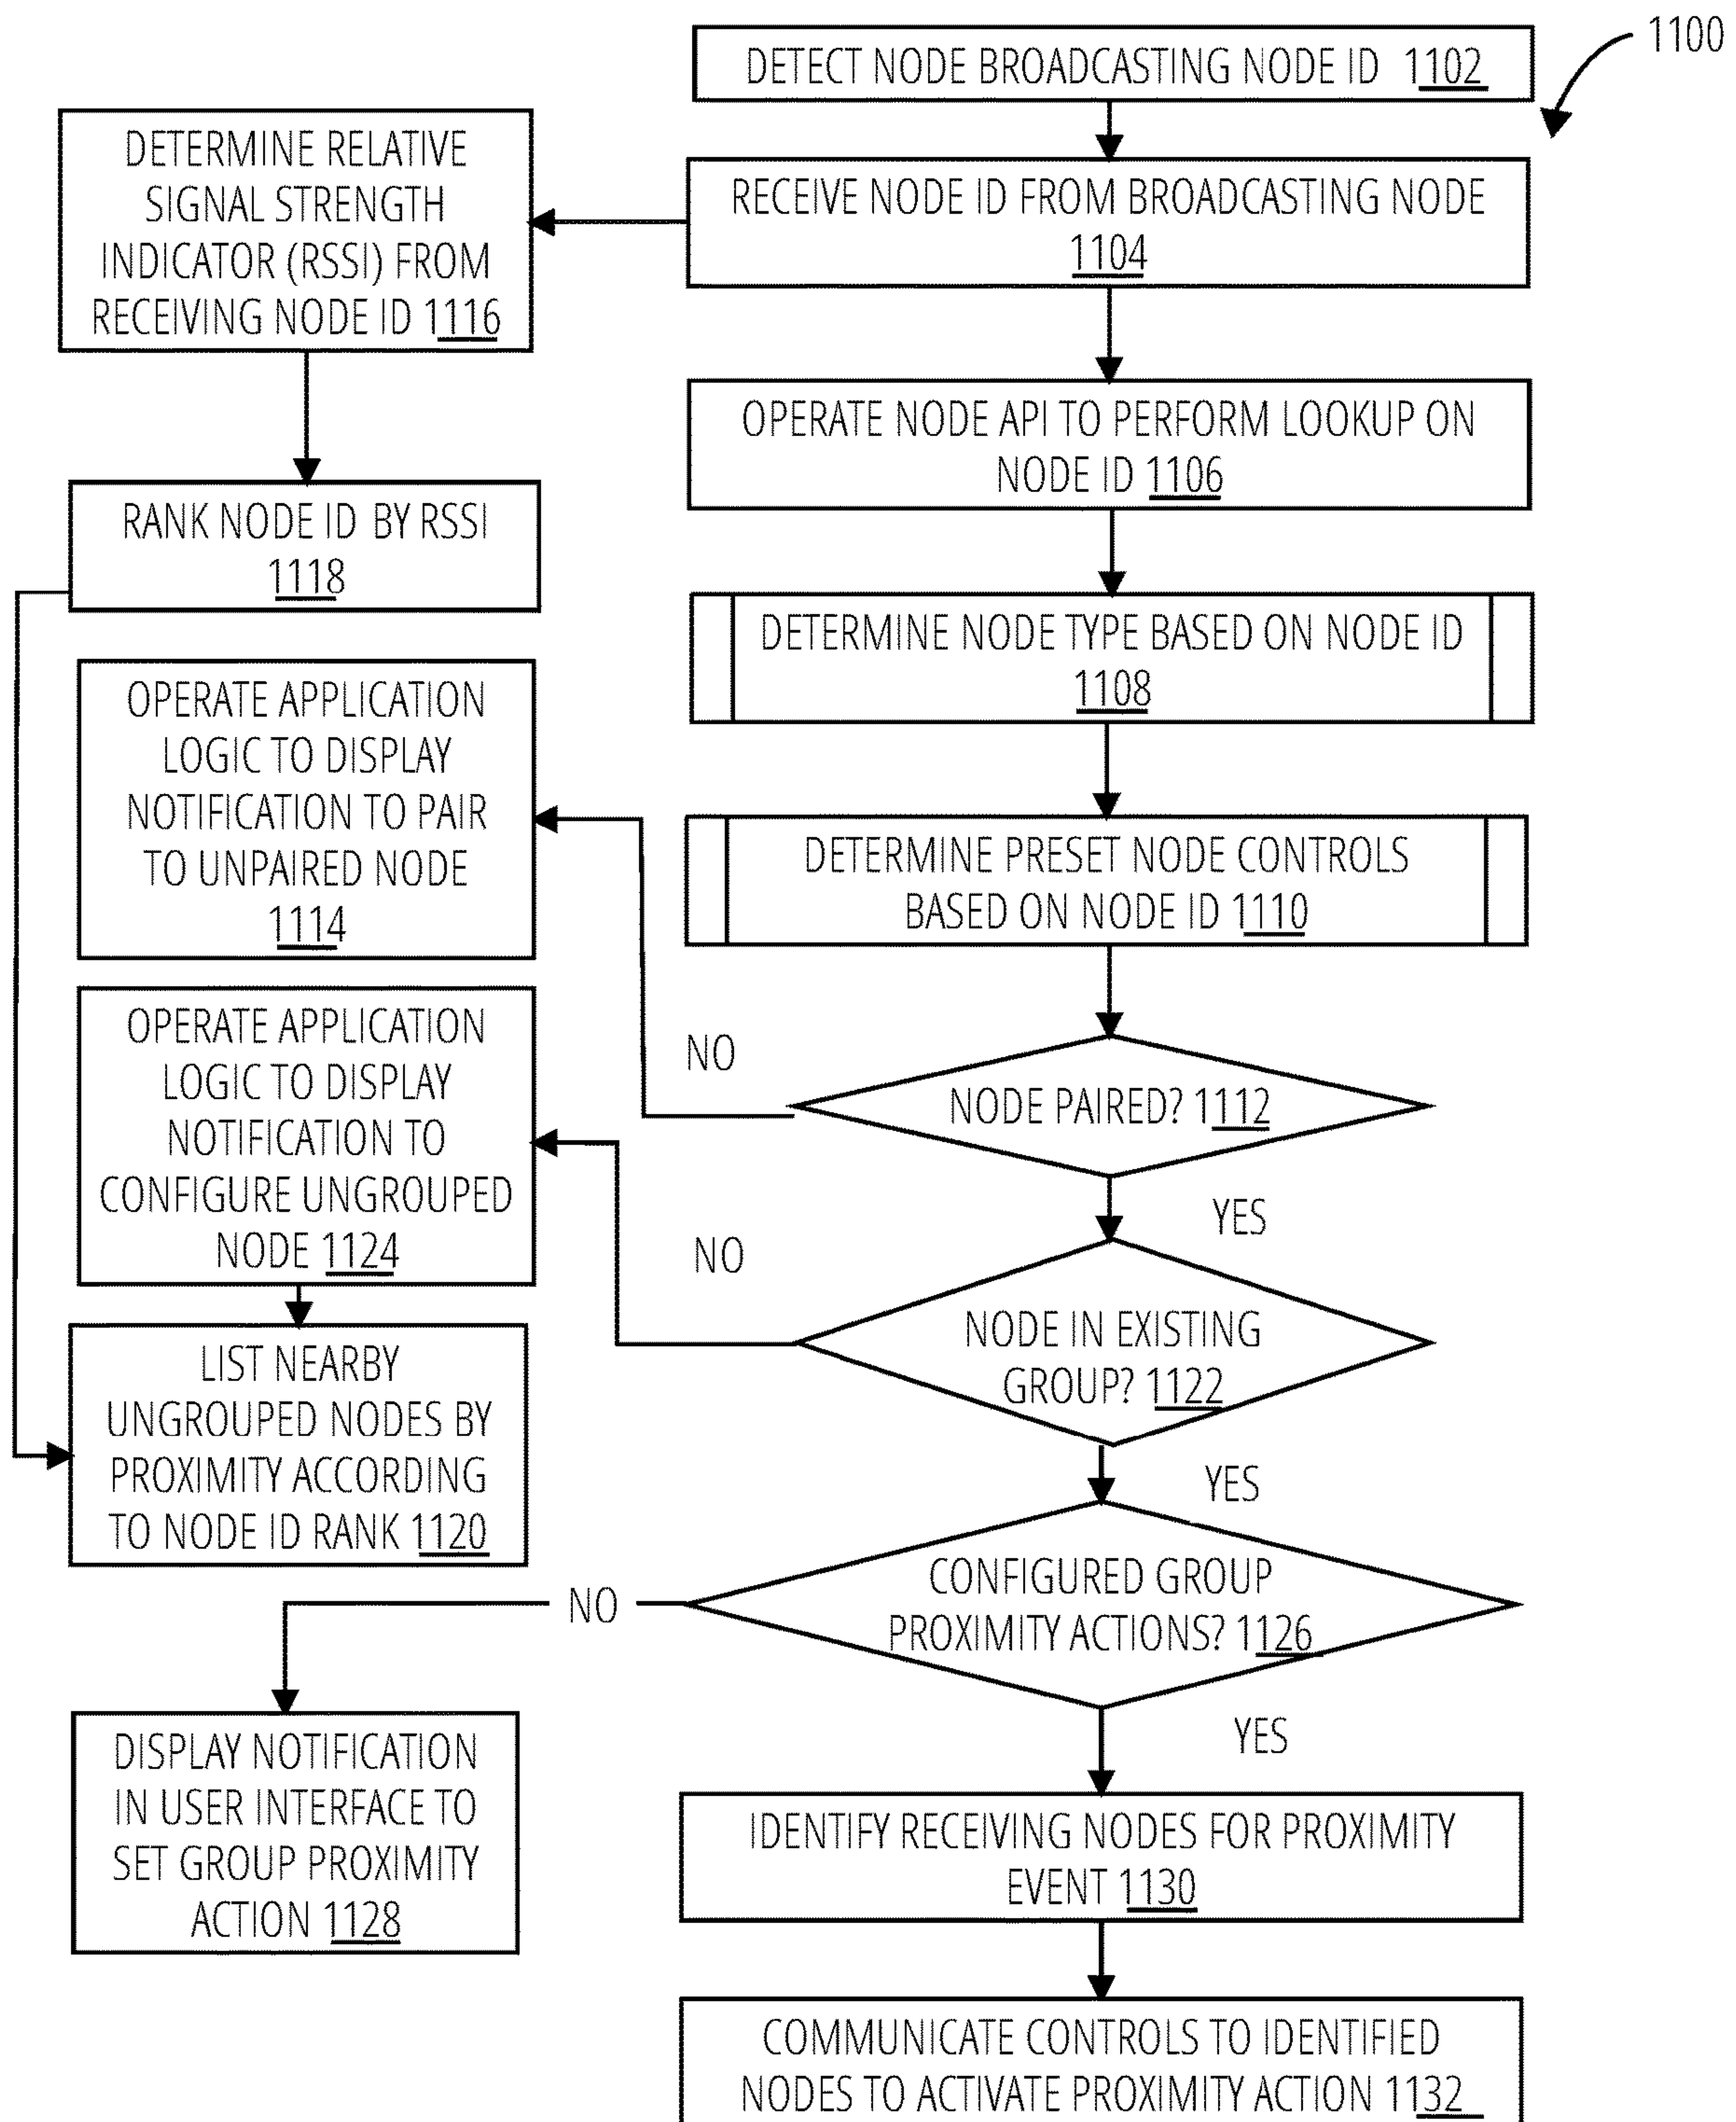 1100
DETECT NODE BROADCASTING NODE ID 1102
RECEIVE NODE ID FROM BROADCASTING NODE
1104
DETERMINE RELATIVE
SIGNAL STRENGTH
INDICATOR (RSSI) FROM
RECEIVING NODE ID 1116
OPERATE NODE API TO PERFORM LOOKUP ON
NODE ID 1106
RANK NODE ID BY RSSI
1118
DETERMINE NODE TYPE BASED ON NODE ID
1108
OPERATE APPLICATION
LOGIC TO DISPLAY
NOTIFICATION TO PAIR
TO UNPAIRED NODE
1114
DETERMINE PRESET NODE CONTROLS
BASED ON NODE ID 1110
NO
NODE PAIRED? 1112
YES
OPERATE APPLICATION
LOGIC TO DISPLAY
NOTIFICATION TO
CONFIGURE UNGROUPED
NODE 1124
NO
NODE IN EXISTING
GROUP? 1122
YES
LIST NEARBY
UNGROUPED NODES BY
PROXIMITY ACCORDING
TO NODE ID RANK 1120
CONFIGURED GROUP
PROXIMITY ACTIONS? 1126
NO
YES
DISPLAY NOTIFICATION
IN USER INTERFACE TO
SET GROUP PROXIMITY
ACTION 1128
IDENTIFY RECEIVING NODES FOR PROXIMITY
EVENT 1130
COMMUNICATE CONTROLS TO IDENTIFIED
NODES TO ACTIVATE PROXIMITY ACTION 1132